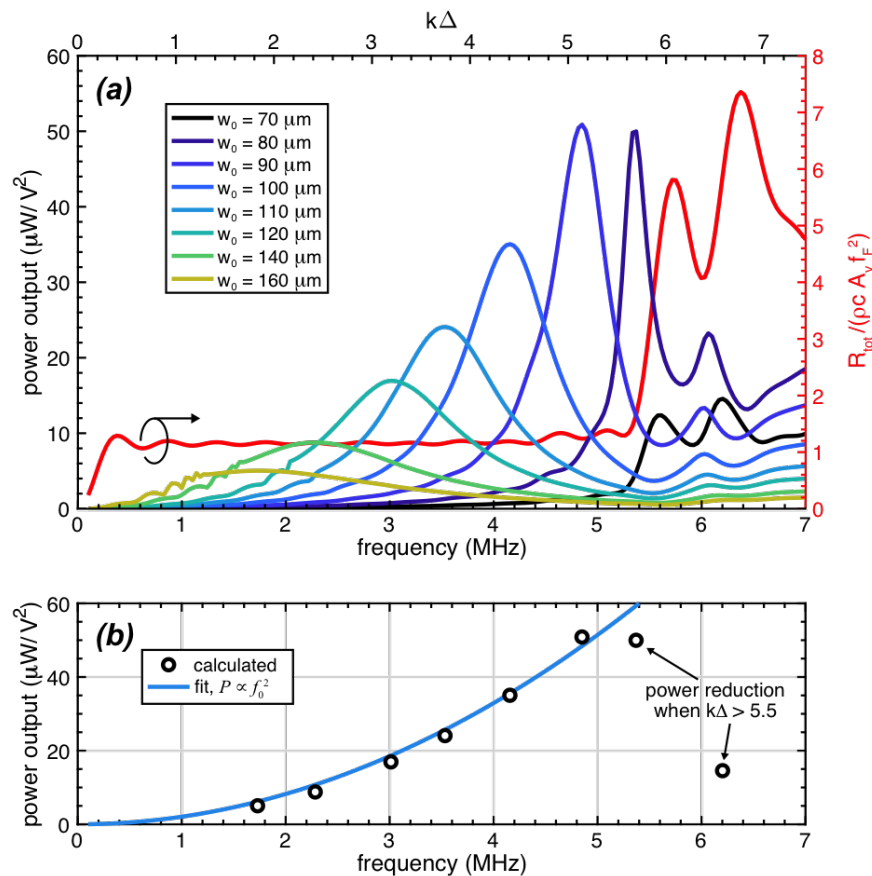 kΔ
0 1 2 3 4 5 6 7
(a)
60
50
40
30
20
10
0
power output (μW/V²)
w₀ = 70 μm
w₀ = 80 μm
w₀ = 90 μm
w₀ = 100 μm
w₀ = 110 μm
w₀ = 120 μm
w₀ = 140 μm
w₀ = 160 μm
8
7
6
5
4
3
2
1
0
R_tot/(ρc A_v f_F²)
0 1 2 3 4 5 6 7
frequency (MHz)
(b)
60
40
20
0
power output (μW/V²)
calculated
fit, P ∝ f₀²
power reduction
when kΔ > 5.5
0 1 2 3 4 5 6 7
frequency (MHz)